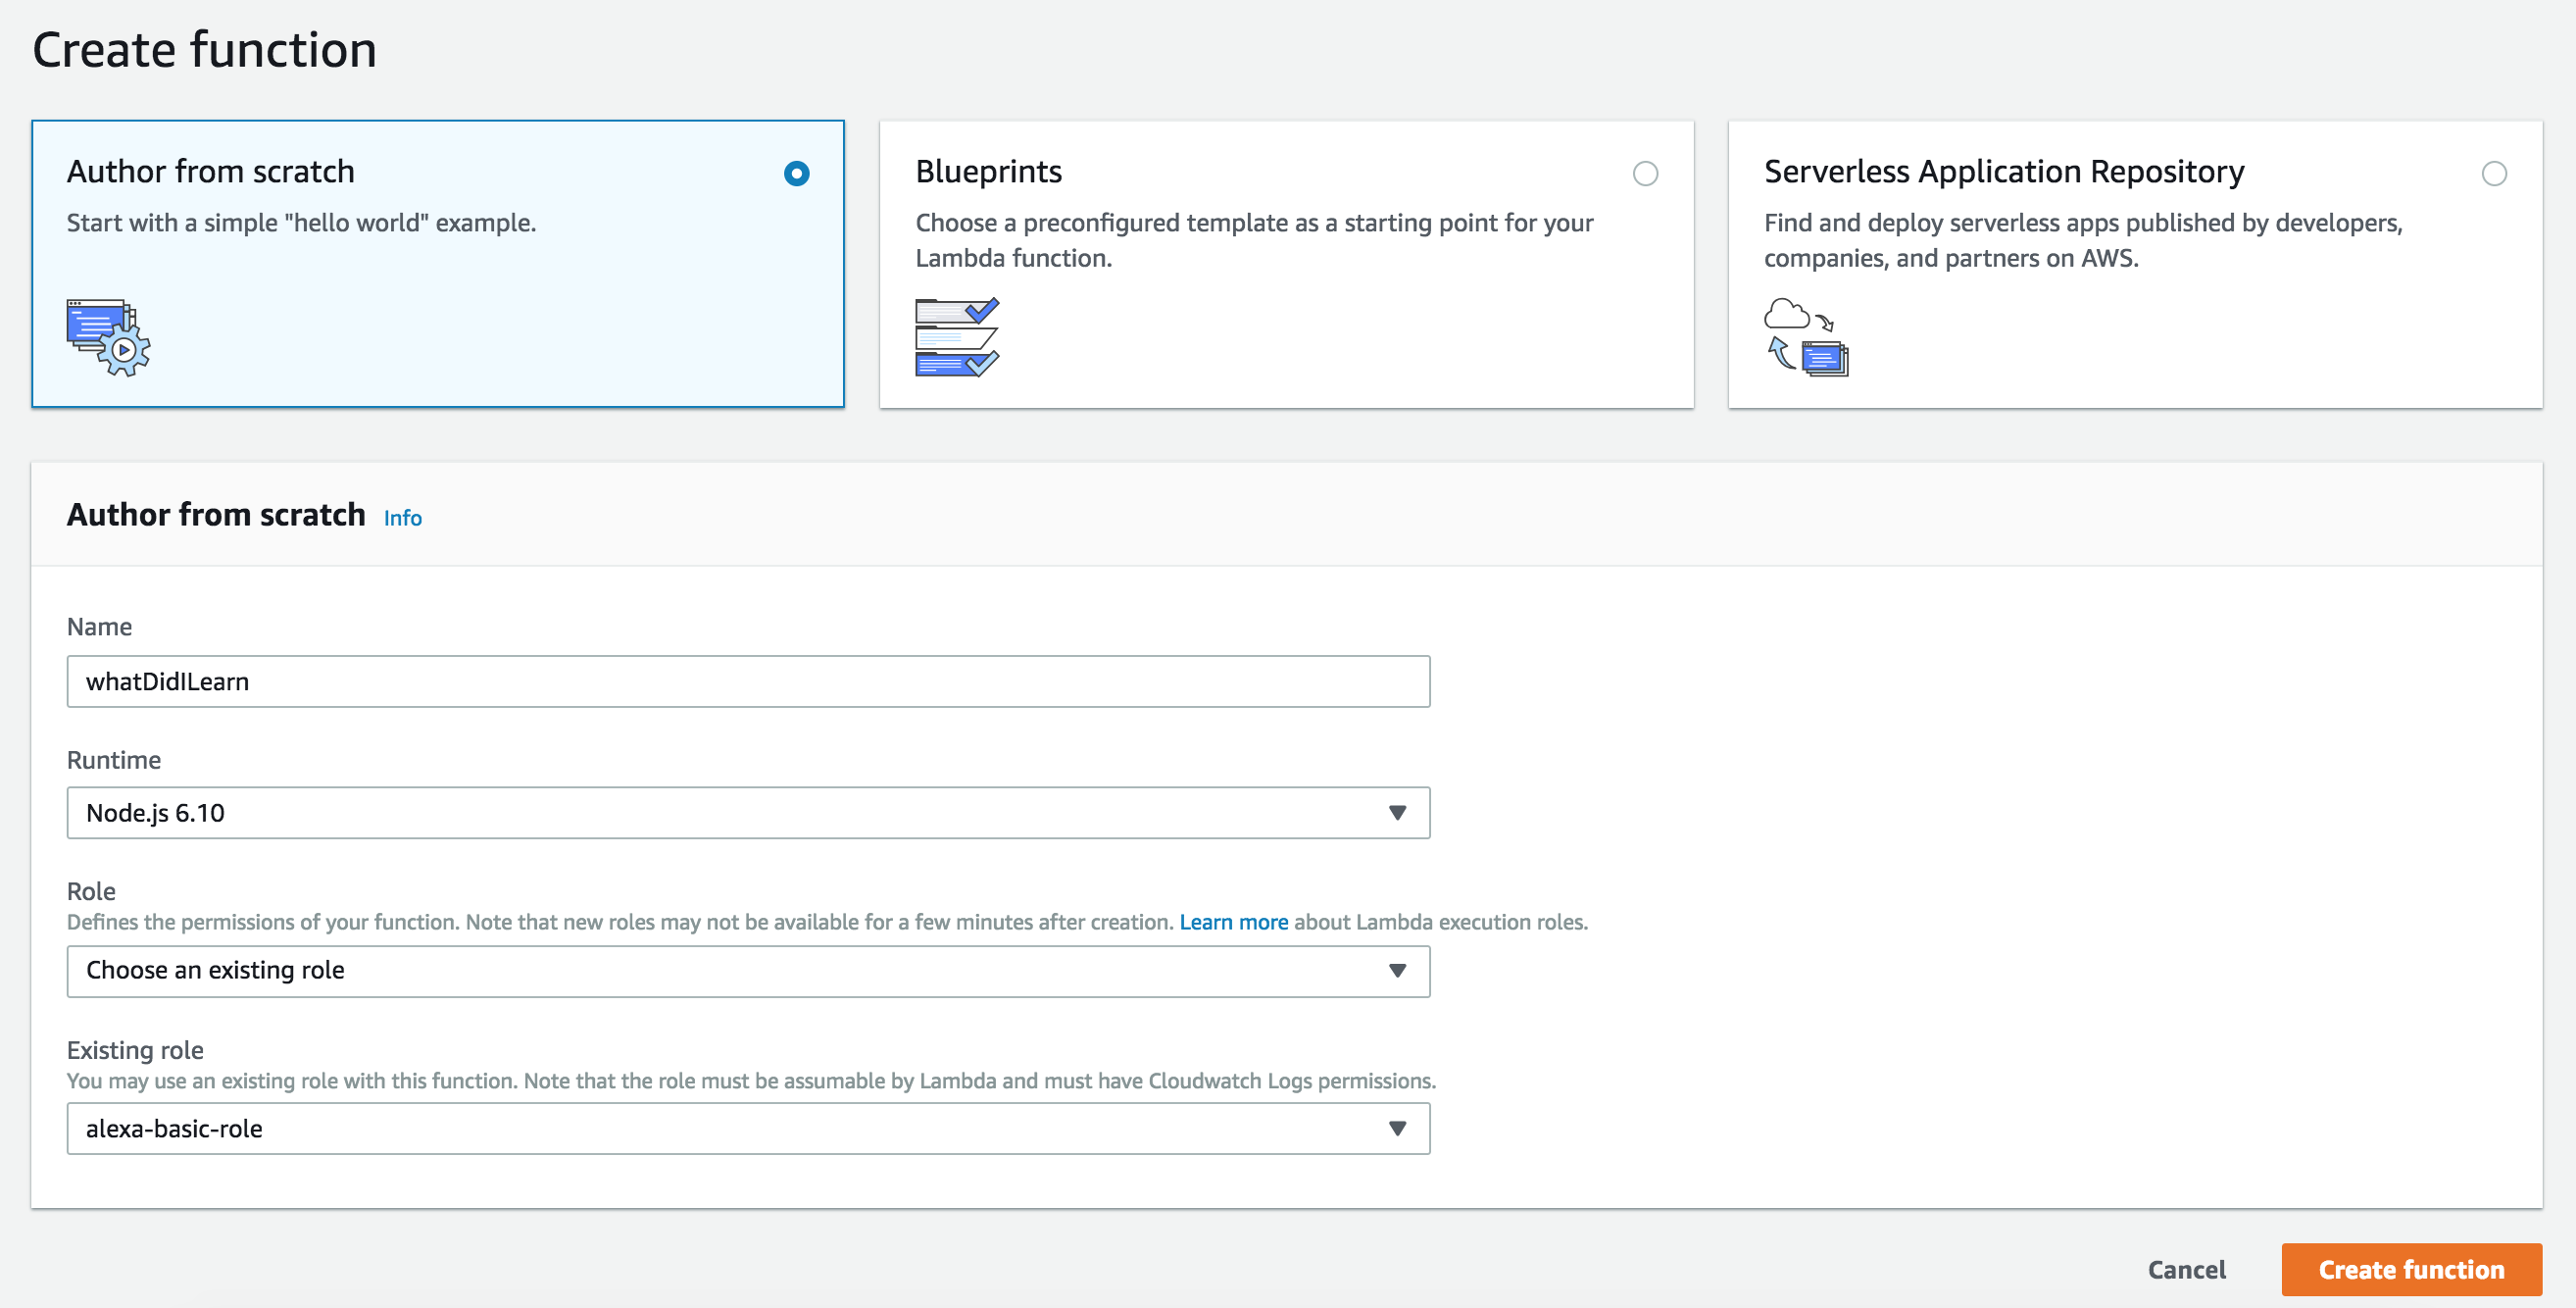 Create function
Author from scratch
Start with a simple "hello world" example.
Blueprints
Choose a preconfigured template as a starting point for your
Lambda function.
Serverless Application Repository
Find and deploy serverless apps published by developers,
companies, and partners on AWS.
Author from scratch Info
Name
whatDidILearn
Runtime
Node.js 6.10
Role
Defines the permissions of your function. Note that new roles may not be available for a few minutes after creation. Learn more about Lambda execution roles.
Choose an existing role
Existing role
You may use an existing role with this function. Note that the role must be assumable by Lambda and must have Cloudwatch Logs permissions.
alexa-basic-role
Cancel Create function